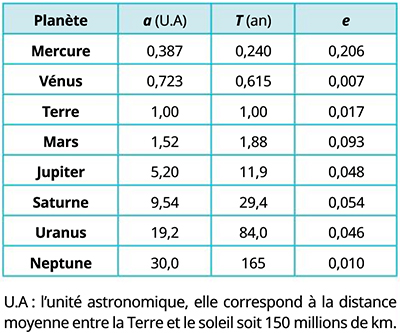 Planète a (U.A) T (an) e
Mercure 0,387 0,240 0,206
Vénus 0,723 0,615 0,007
Terre 1,00 1,00 0,017
Mars 1,52 1,88 0,093
Jupiter 5,20 11,9 0,048
Saturne 9,54 29,4 0,054
Uranus 19,2 84,0 0,046
Neptune 30,0 165 0,010
U.A : l’unité astronomique, elle correspond à la distance
moyenne entre la Terre et le soleil soit 150 millions de km.